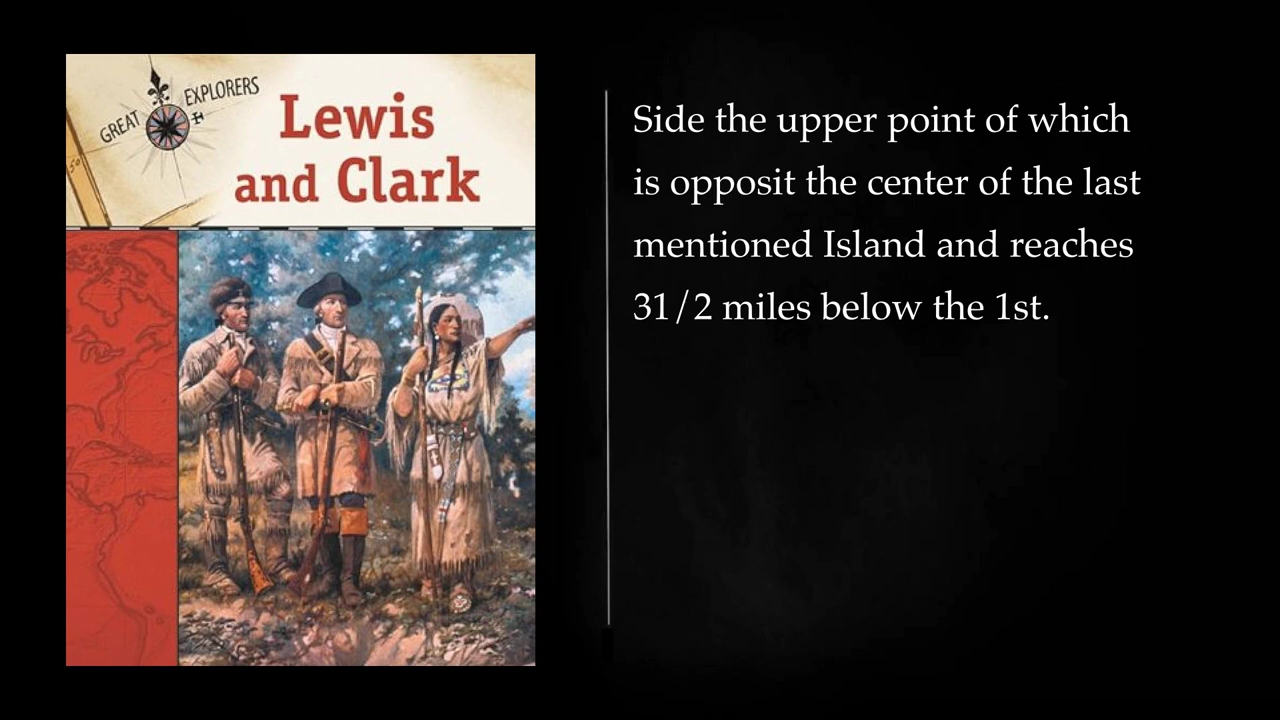 GREAT EXPLORERS
Lewis
and Clark
50
Side the upper point of which
is opposit the center of the last
mentioned Island and reaches
31/2 miles below the 1st.